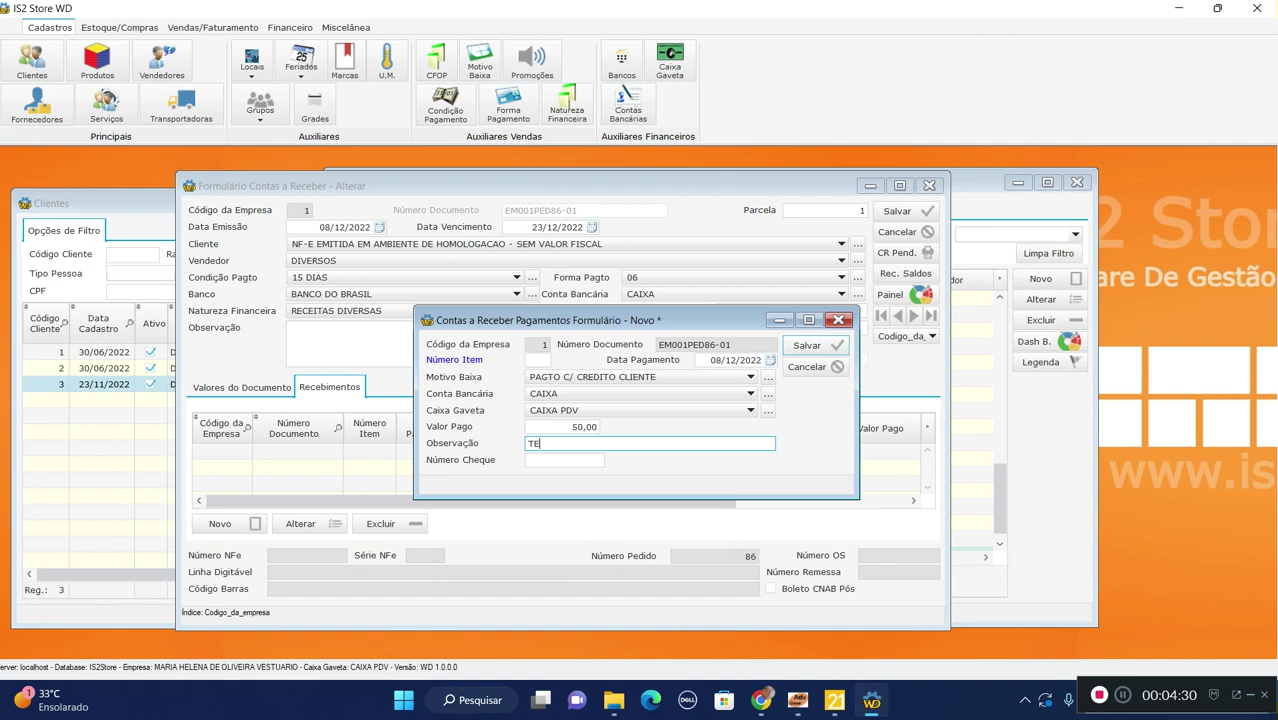 IS2 Store WD
Cadastros Estoque/Compras Vendas/Faturamento Financeiro Miscelânea
Clientes Produtos Vendedores Locais Feriados Marcas U.M. CFOP Motivo Baixa Promoções Bancos Caixa Gaveta
Fornecedores Serviços Transportadoras Grupos Grades Condição Pagamento Forma Pagamento Natureza Financeira Contas Bancárias
Principais Auxiliares Auxiliares Vendas Auxiliares Financeiros
Clientes
Opções de Filtro
Código Cliente
Tipo Pessoa
CPF
Código Cliente Data Cadastro Ativo
1 30/06/2022
2 30/06/2022
3 23/11/2022
Reg.: 3
Formulário Contas a Receber - Alterar
Código da Empresa 1 Número Documento EM001PED86-01 Parcela 1
Data Emissão 08/12/2022 Data Vencimento 23/12/2022
Cliente NF-E EMITIDA EM AMBIENTE DE HOMOLOGACAO - SEM VALOR FISCAL
Vendedor DIVERSOS
Condição Pagto 15 DIAS Forma Pagto 06
Banco BANCO DO BRASIL Conta Bancária CAIXA
Natureza Financeira RECEITAS DIVERSAS
Observação
Salvar
Cancelar
CR Pend.
Rec. Saldos
Painel
Codigo_da_
Valores do Documento Recebimentos
Código da Empresa Número Documento Número Item
Valor Pago
Novo Alterar Excluir
Número NFe Série NFe Número Pedido 86 Número OS
Linha Digitável Número Remessa
Código Barras Boleto CNAB Pós
Índice: Codigo_da_empresa
Contas a Receber Pagamentos Formulário - Novo *
Código da Empresa 1 Número Documento EM001PED86-01 Salvar
Número Item Data Pagamento 08/12/2022 Cancelar
Motivo Baixa PAGTO C/ CREDITO CLIENTE
Conta Bancária CAIXA
Caixa Gaveta CAIXA PDV
Valor Pago 50,00
Observação TE
Número Cheque
Limpa Filtro
Novo
Alterar
Excluir
Dash B.
Legenda
erver: localhost - Database: IS2Store - Empresa: MARIA HELENA DE OLIVEIRA VESTUARIO - Caixa Gaveta: CAIXA PDV - Versão: WD 1.0.0.0
33°C
Ensolarado
Pesquisar
00:04:30